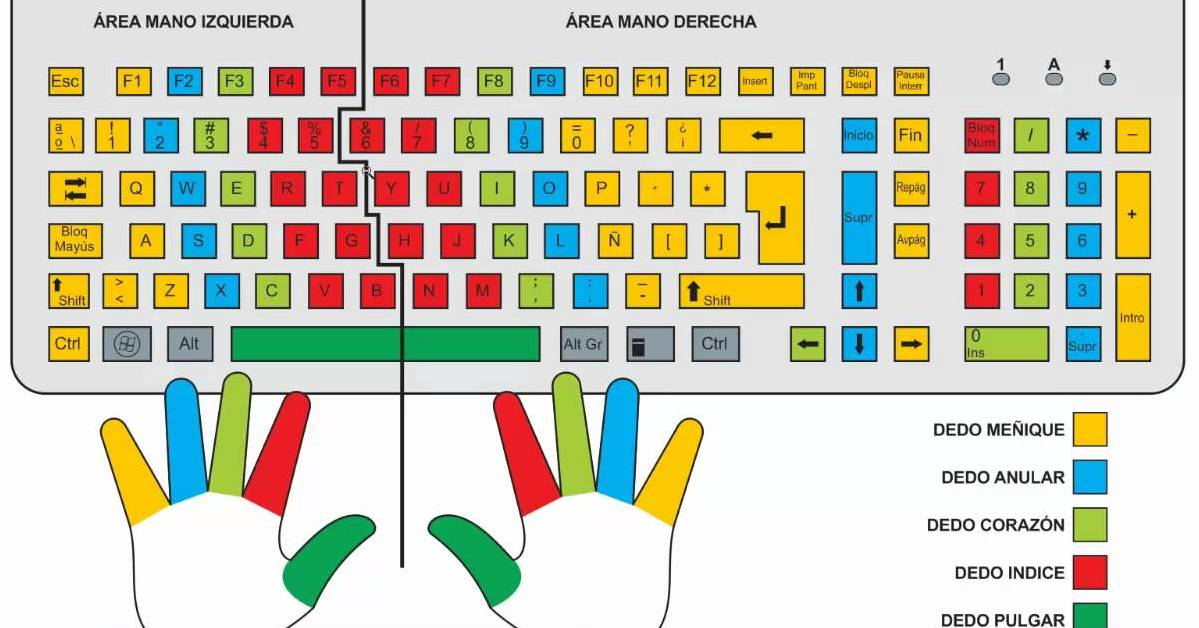 ÁREA MANO IZQUIERDA ÁREA MANO DERECHA
1 A
Esc F1 F2 F3 F4 F5 F6 F7 F8 F9 F10 F11 F12 Insert Imp Pant Bloq Despl Pausa Interr
ª º \ ! 1 " 2 # 3 $ 4 % 5 & 6 / 7 ( 8 ) 9 = 0 ? ' ¿ ¡ Inicio Fin Bloq Num / * −
Q W E R T Y U I O P ´ * Supr Repág 7 8 9 +
Bloq Mayús A S D F G H J K L Ñ [ ] Avpág 4 5 6
Shift > < Z X C V B N M ; , : . _ - Shift 1 2 3 Intro
Ctrl Alt Alt Gr Ctrl 0 Ins . Supr
DEDO MEÑIQUE
DEDO ANULAR
DEDO CORAZÓN
DEDO INDICE
DEDO PULGAR